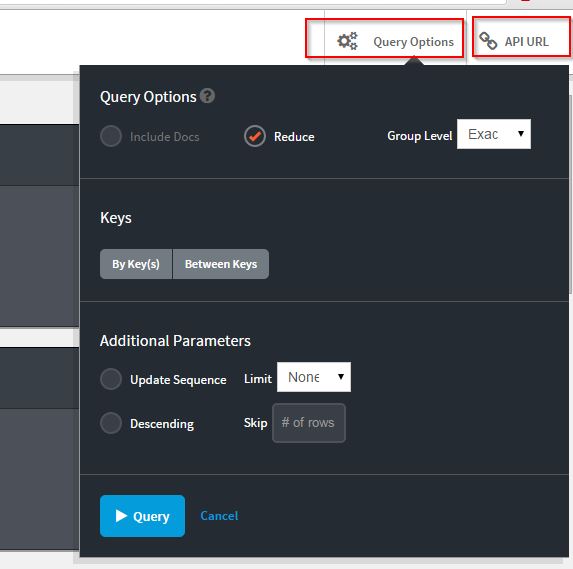 Query Options
API URL
Query Options ?
Include Docs Reduce Group Level Exac
Keys
By Key(s) Between Keys
Additional Parameters
Update Sequence Limit None
Descending Skip # of rows
Query Cancel